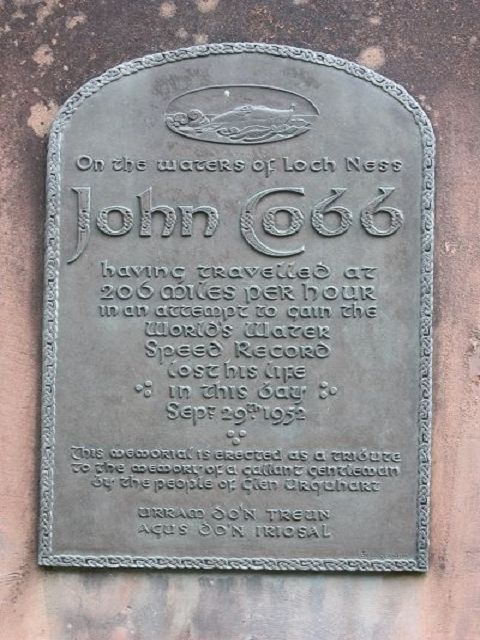 On the waters of Loch Ness
John Cobb
having travelled at
206 miles per hour
in an attempt to gain the
World's Water
Speed Record
lost his life
in this bay
Sept 29th 1952
This memorial is erected as a tribute
to the memory of a gallant gentleman
by the people of Glen Urquhart
urram do'n treun
agus do'n iriosal